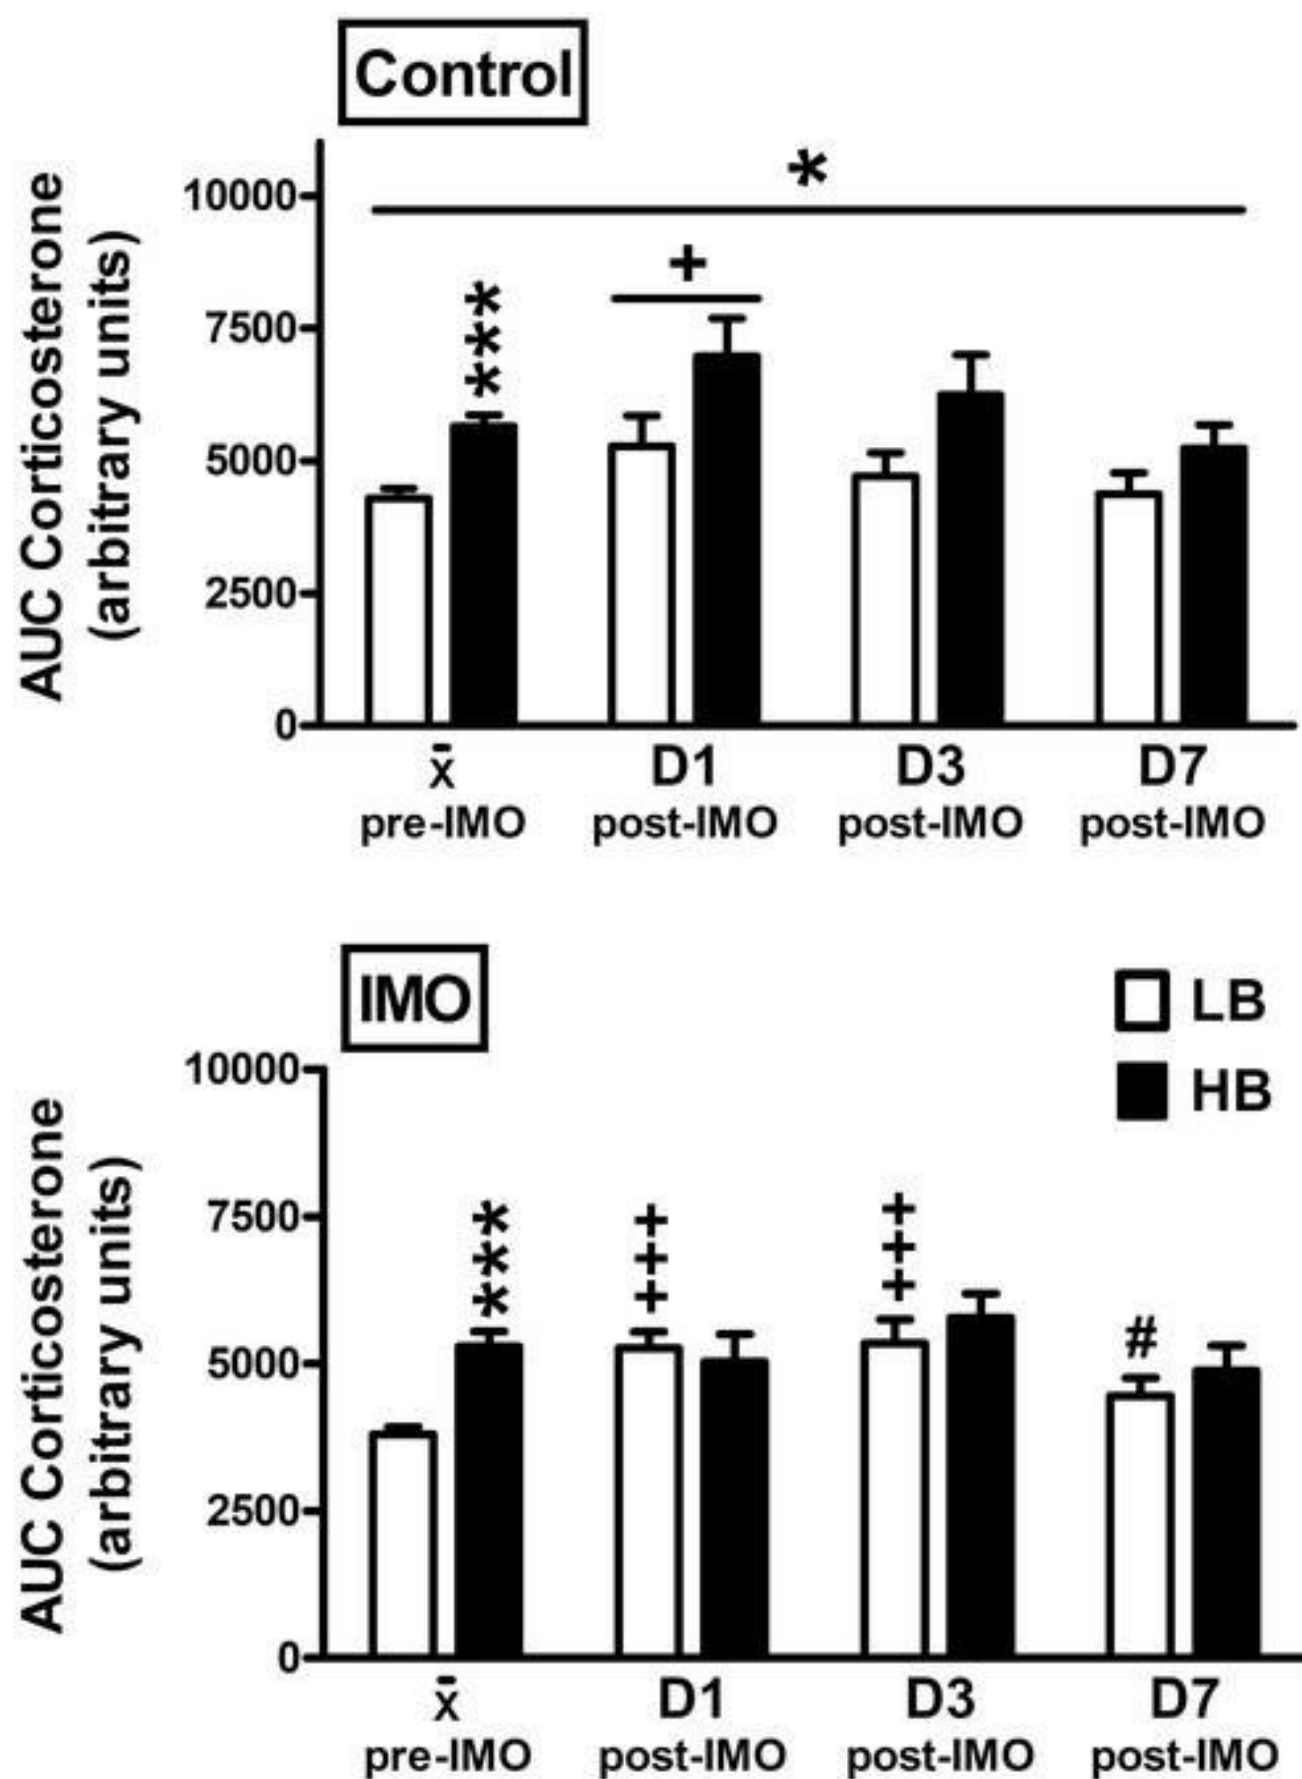 Control
AUC Corticosterone
(arbitrary units)
10000
7500
5000
2500
0
*
+
***
x̄ D1 D3 D7
pre-IMO post-IMO post-IMO post-IMO
IMO
LB
HB
AUC Corticosterone
(arbitrary units)
10000
7500
5000
2500
0
***
+++
+++
#
x̄ D1 D3 D7
pre-IMO post-IMO post-IMO post-IMO